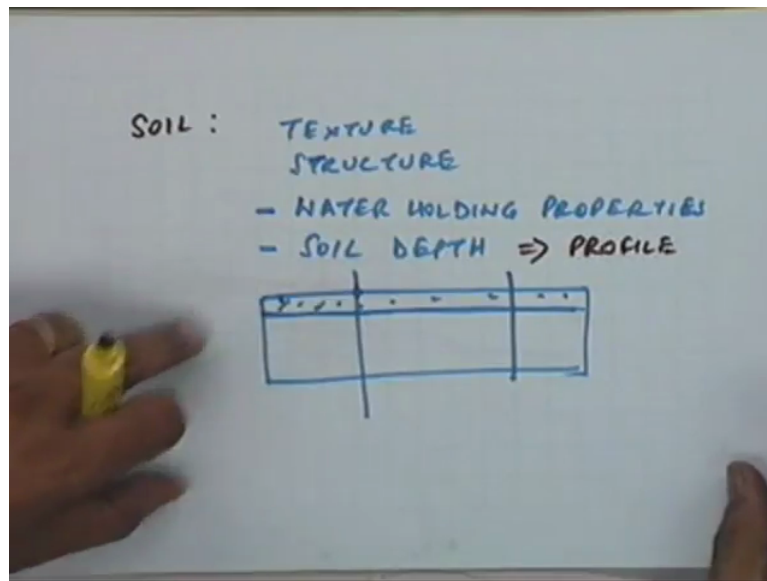 SOIL : TEXTURE
STRUCTURE
- WATER HOLDING PROPERTIES
- SOIL DEPTH => PROFILE